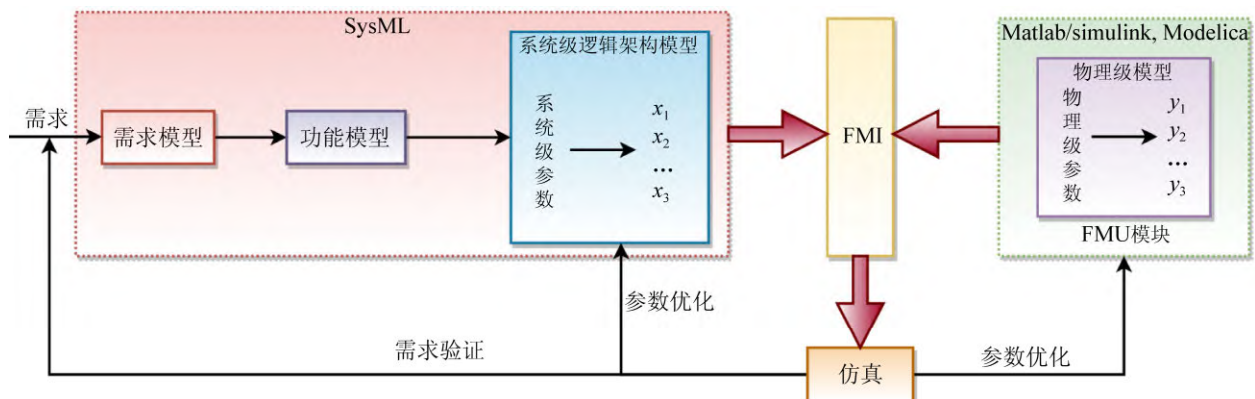 SysML
需求
需求模型
功能模型
系统级逻辑架构模型
系统级参数
x₁
x₂
...
x₃
FMI
Matlab/simulink, Modelica
物理级模型
物理级参数
y₁
y₂
...
y₃
FMU模块
参数优化
需求验证
仿真
参数优化